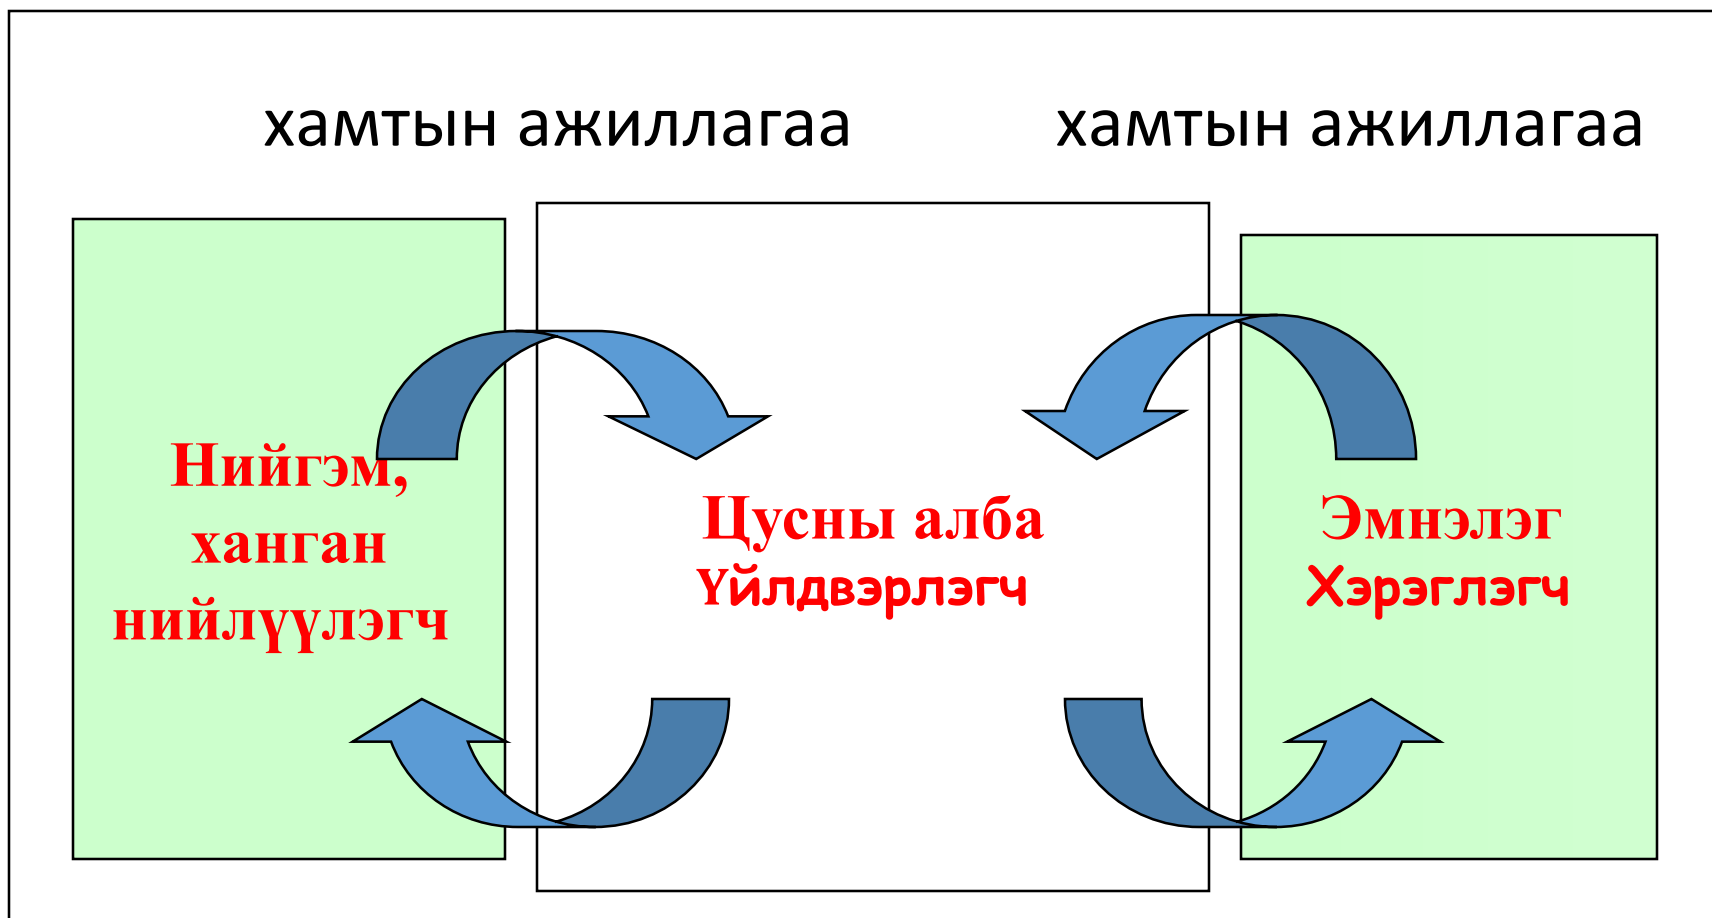 хамтын ажиллагаа
хамтын ажиллагаа
Нийгэм,
ханган
нийлүүлэгч
Цусны алба
Үйлдвэрлэгч
Эмнэлэг
Хэрэглэгч